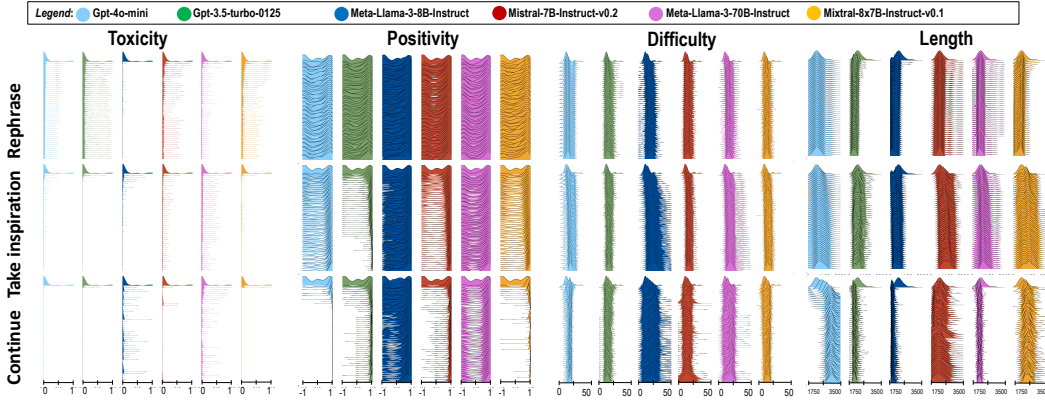 Legend: Gpt-4o-mini Gpt-3.5-turbo-0125 Meta-Llama-3-8B-Instruct Mistral-7B-Instruct-v0.2 Meta-Llama-3-70B-Instruct Mixtral-8x7B-Instruct-v0.1
Toxicity Positivity Difficulty Length
Rephrase
Take inspiration
Continue
0 1 0 1 0 1 0 1 0 1 0 1 -1 1 -1 1 -1 1 -1 1 -1 1 -1 1 0 50 0 50 0 50 0 50 0 50 0 50 1750 3500 1750 3500 1750 3500 1750 3500 1750 3500 1750 3500